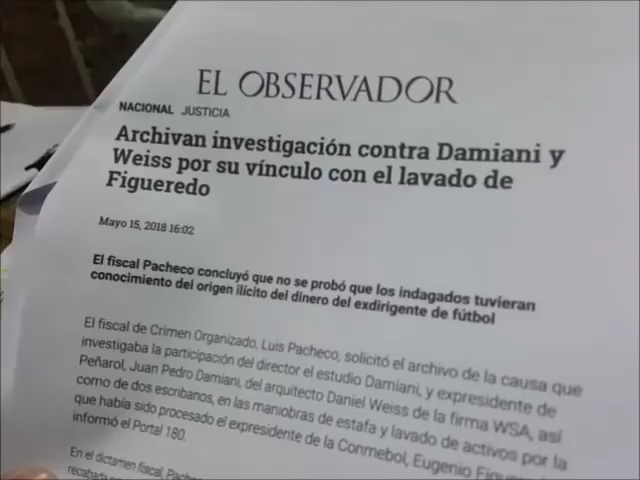 EL OBSERVADOR
NACIONAL JUSTICIA
Archivan investigación contra Damiani y
Weiss por su vínculo con el lavado de
Figueredo
Mayo 15, 2018 16:02
El fiscal Pacheco concluyó que no se probó que los indagados tuvieran
conocimiento del origen ilícito del dinero del exdirigente de fútbol
El fiscal de Crimen Organizado, Luis Pacheco, solicitó el archivo de la causa que
investigaba la participación del director el estudio Damiani, y expresidente de
Peñarol, Juan Pedro Damiani, del arquitecto Daniel Weiss de la firma WSA, así
como de dos escribanos, en las maniobras de estafa y lavado de activos por la
que había sido procesado el expresidente de la Conmebol, Eugenio
informó el Portal 180.
En el dictamen fiscal,